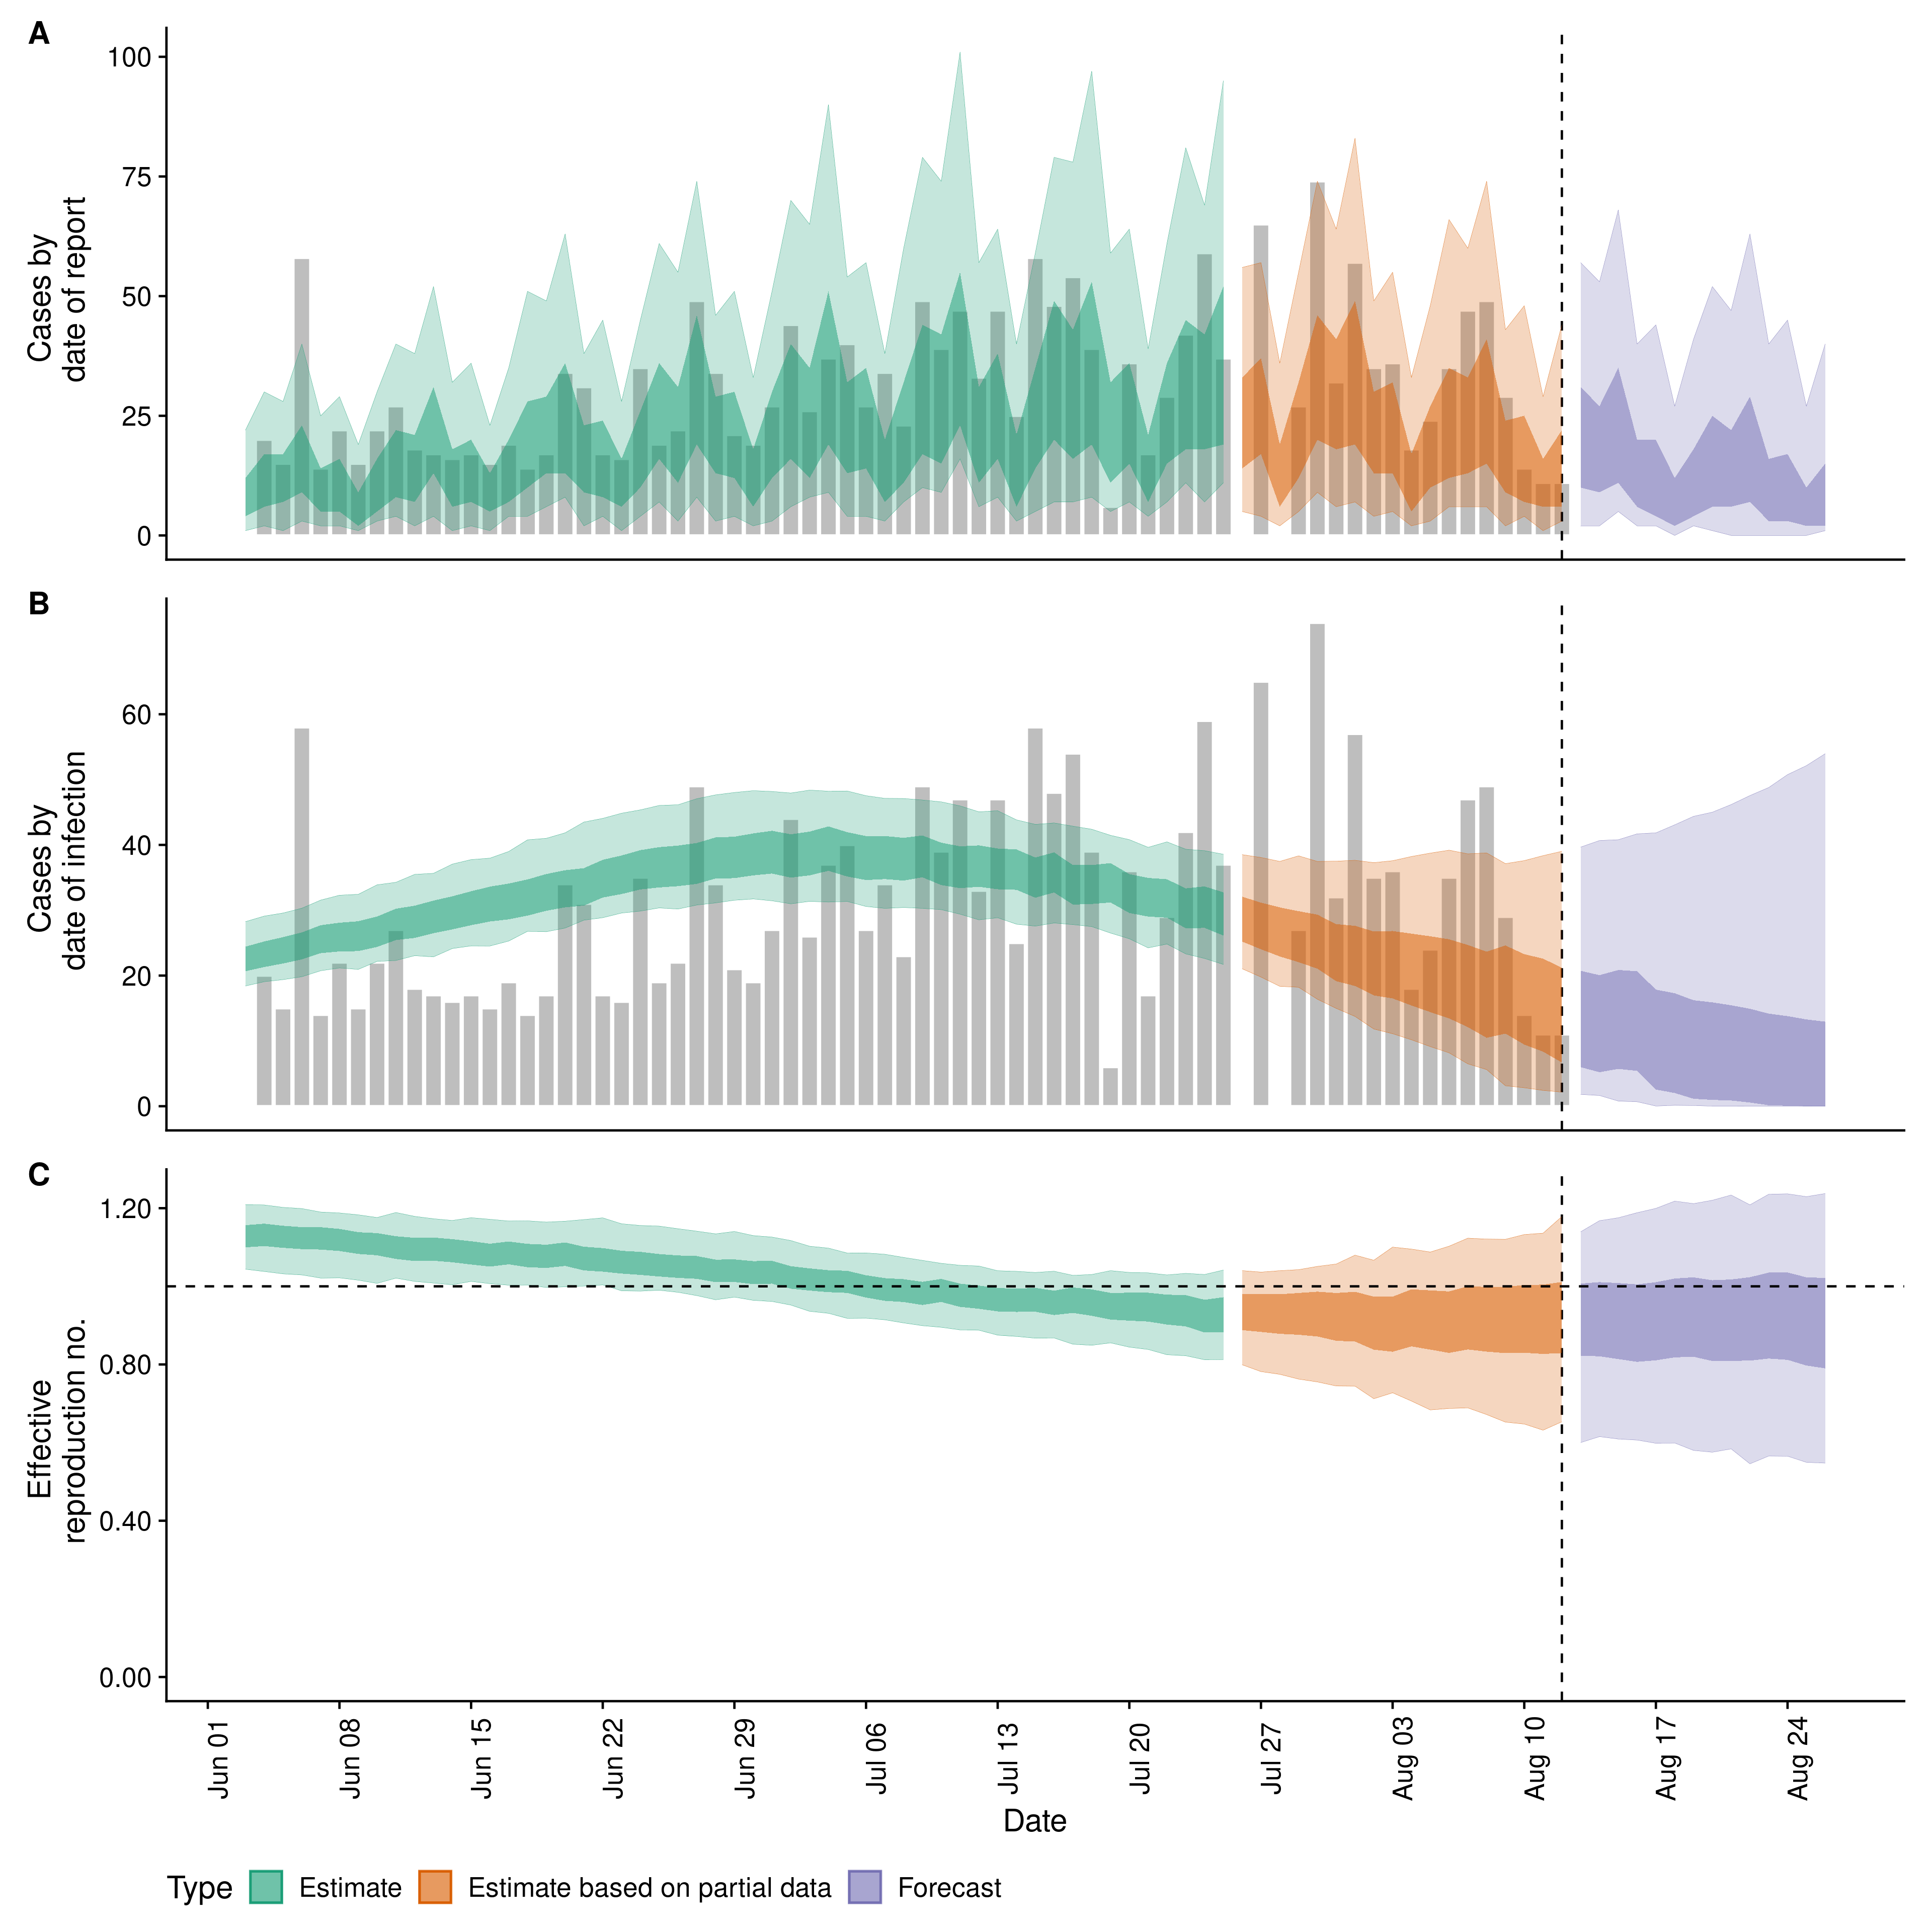 A
Cases by
date of report
100
75
50
25
0
B
Cases by
date of infection
60
40
20
0
C
Effective
reproduction no.
1.20
0.80
0.40
0.00
Jun 01
Jun 08
Jun 15
Jun 22
Jun 29
Jul 06
Jul 13
Jul 20
Jul 27
Aug 03
Aug 10
Aug 17
Aug 24
Date
Type Estimate Estimate based on partial data Forecast